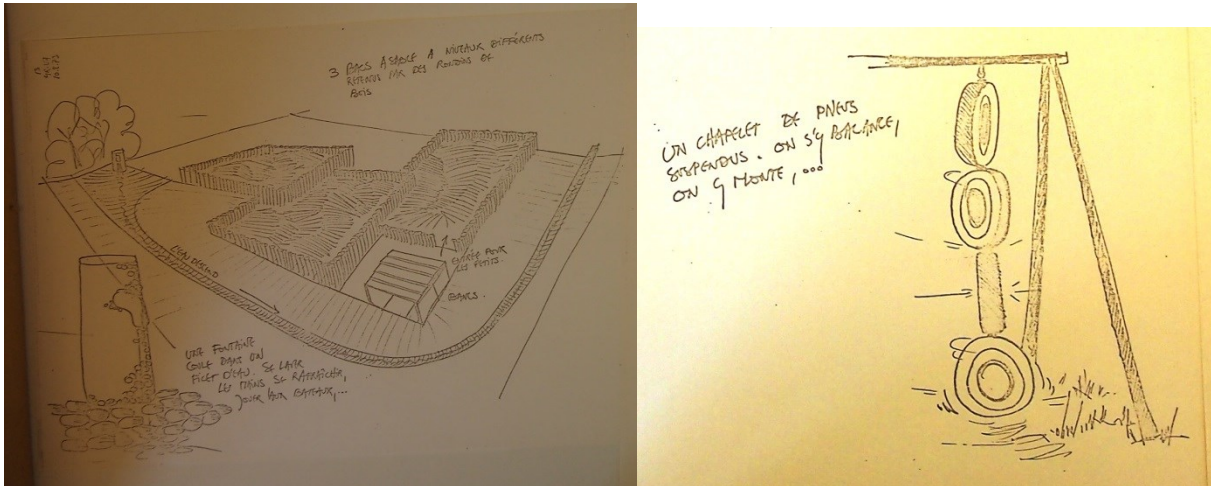 3 BACS A SABLE A NIVEAUX DIFFÉRENTS
RETENUS PAR DES RONDINS DE
BOIS
L'EAU DESCEND
ENTRÉE POUR
LES PETITS.
BANCS.
UNE FONTAINE
COULE DANS UN
FILET D'EAU. SE LAVER
LES MAINS SE RAFRAÎCHIR,
JOUER AUX BATEAUX,...
UN CHAPELET DE PNEUS
SUSPENDUS. ON S'Y BALANCE,
ON Y MONTE,...